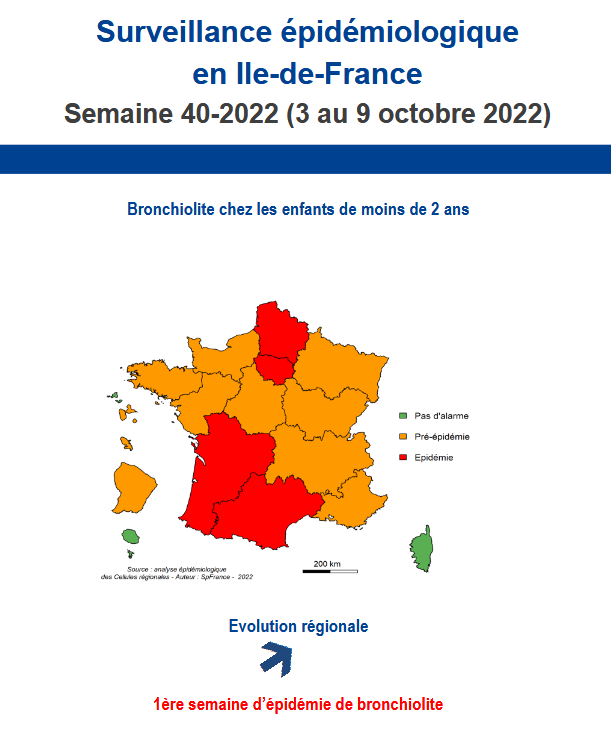 Surveillance épidémiologique
en Ile-de-France
Semaine 40-2022 (3 au 9 octobre 2022)
Bronchiolite chez les enfants de moins de 2 ans
Pas d'alarme
Pré-épidémie
Epidémie
200 km
Source : analyse épidémiologique
des Cellules régionales - Auteur : SpFrance - 2022
Evolution régionale
1ère semaine d'épidémie de bronchiolite